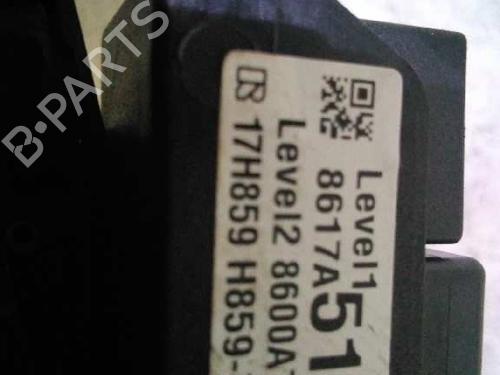 B-PARTS
Level1
8617A51
Level2 8600A
17H859 H859-